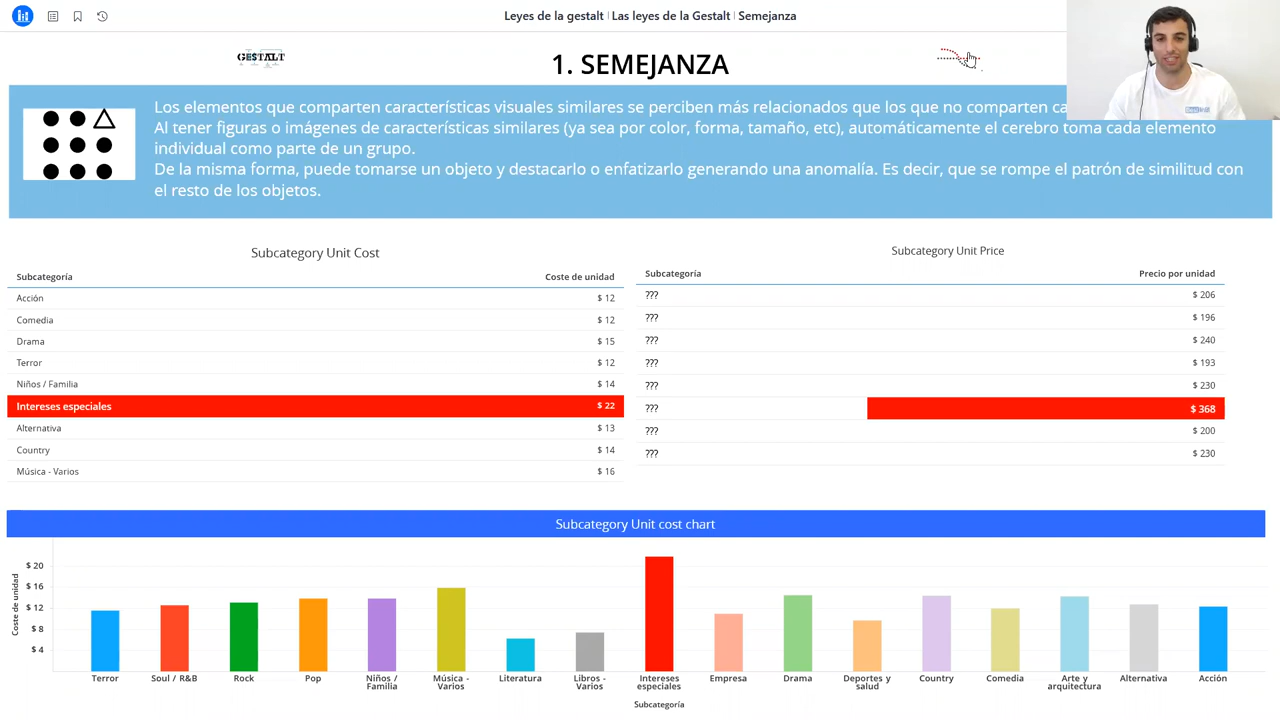 Leyes de la gestalt | Las leyes de la Gestalt | Semejanza
GESTALT
1. SEMEJANZA
Los elementos que comparten características visuales similares se perciben más relacionados que los que no comparten
Al tener figuras o imágenes de características similares (ya sea por color, forma, tamaño, etc), automáticamente el cerebro toma cada elemento
individual como parte de un grupo.
De la misma forma, puede tomarse un objeto y destacarlo o enfatizarlo generando una anomalía. Es decir, que se rompe el patrón de similitud con
el resto de los objetos.
Subcategory Unit Cost
Subcategoría Coste de unidad
Acción $ 12
Comedia $ 12
Drama $ 15
Terror $ 12
Niños / Familia $ 14
Intereses especiales $ 22
Alternativa $ 13
Country $ 14
Música - Varios $ 16
Subcategory Unit Price
Subcategoría Precio por unidad
??? $ 206
??? $ 196
??? $ 240
??? $ 193
??? $ 230
??? $ 368
??? $ 200
??? $ 230
Subcategory Unit cost chart
Coste de unidad
$ 20
$ 16
$ 12
$ 8
$ 4
Terror
Soul / R&B
Rock
Pop
Niños /
Familia
Música -
Varios
Literatura
Libros -
Varios
Intereses
especiales
Empresa
Drama
Deportes y
salud
Country
Comedia
Arte y
arquitectura
Alternativa
Acción
Subcategoría